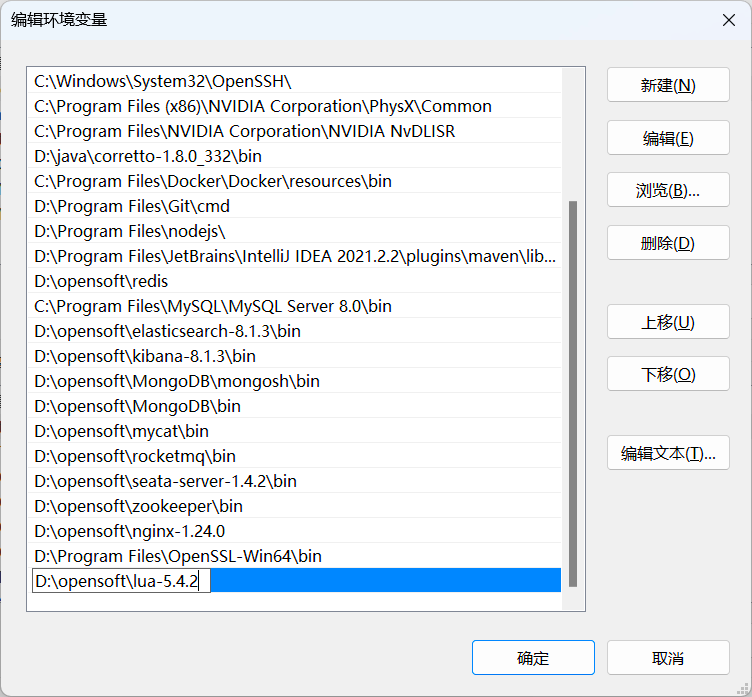 编辑环境变量
C:\Windows\System32\OpenSSH\
C:\Program Files (x86)\NVIDIA Corporation\PhysX\Common
C:\Program Files\NVIDIA Corporation\NVIDIA NvDLISR
D:\java\corretto-1.8.0_332\bin
C:\Program Files\Docker\Docker\resources\bin
D:\Program Files\Git\cmd
D:\Program Files\nodejs\
D:\Program Files\JetBrains\IntelliJ IDEA 2021.2.2\plugins\maven\lib...
D:\opensoft\redis
C:\Program Files\MySQL\MySQL Server 8.0\bin
D:\opensoft\elasticsearch-8.1.3\bin
D:\opensoft\kibana-8.1.3\bin
D:\opensoft\MongoDB\mongosh\bin
D:\opensoft\MongoDB\bin
D:\opensoft\mycat\bin
D:\opensoft\rocketmq\bin
D:\opensoft\seata-server-1.4.2\bin
D:\opensoft\zookeeper\bin
D:\opensoft\nginx-1.24.0
D:\Program Files\OpenSSL-Win64\bin
D:\opensoft\lua-5.4.2
新建(N)
编辑(E)
浏览(B)...
删除(D)
上移(U)
下移(O)
编辑文本(T)...
确定
取消